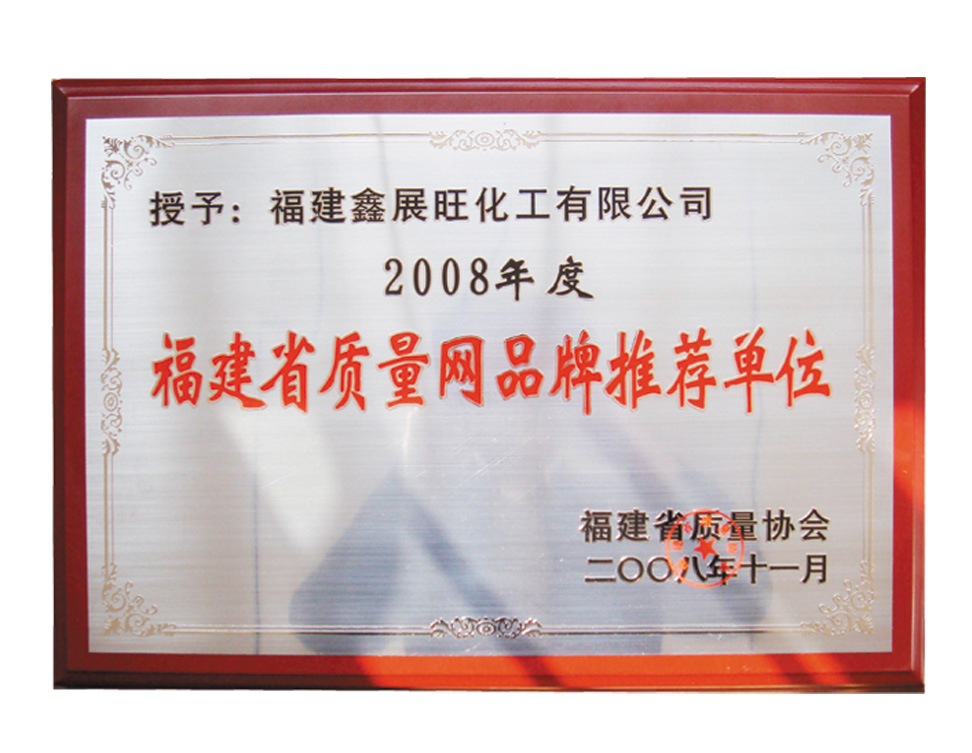 授予：福建鑫展旺化工有限公司
2008年度
福建省质量网品牌推荐单位
福建省质量协会
二〇〇八年十一月